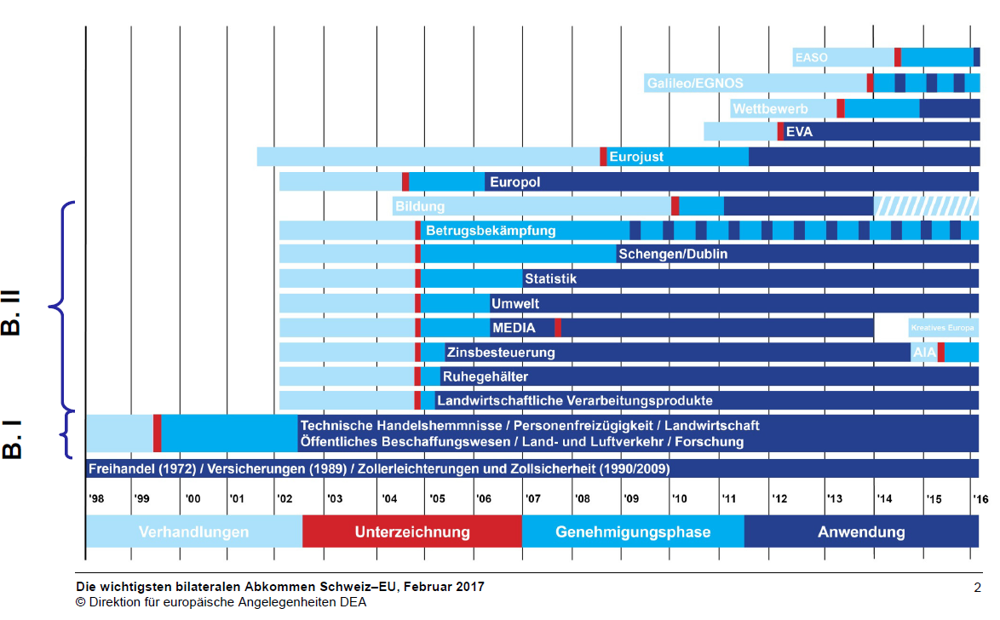 EASO
Galileo/EGNOS
Wettbewerb
EVA
Eurojust
Europol
Bildung
Betrugsbekämpfung
Schengen/Dublin
Statistik
Umwelt
MEDIA
Kreatives Europa
Zinsbesteuerung
AIA
Ruhegehälter
Landwirtschaftliche Verarbeitungsprodukte
B. II
Technische Handelshemmnisse / Personenfreizügigkeit / Landwirtschaft
Öffentliches Beschaffungswesen / Land- und Luftverkehr / Forschung
B. I
Freihandel (1972) / Versicherungen (1989) / Zollerleichterungen und Zollsicherheit (1990/2009)
'98 '99 '00 '01 '02 '03 '04 '05 '06 '07 '08 '09 '10 '11 '12 '13 '14 '15 '16
Verhandlungen Unterzeichnung Genehmigungsphase Anwendung
Die wichtigsten bilateralen Abkommen Schweiz–EU, Februar 2017
2
© Direktion für europäische Angelegenheiten DEA